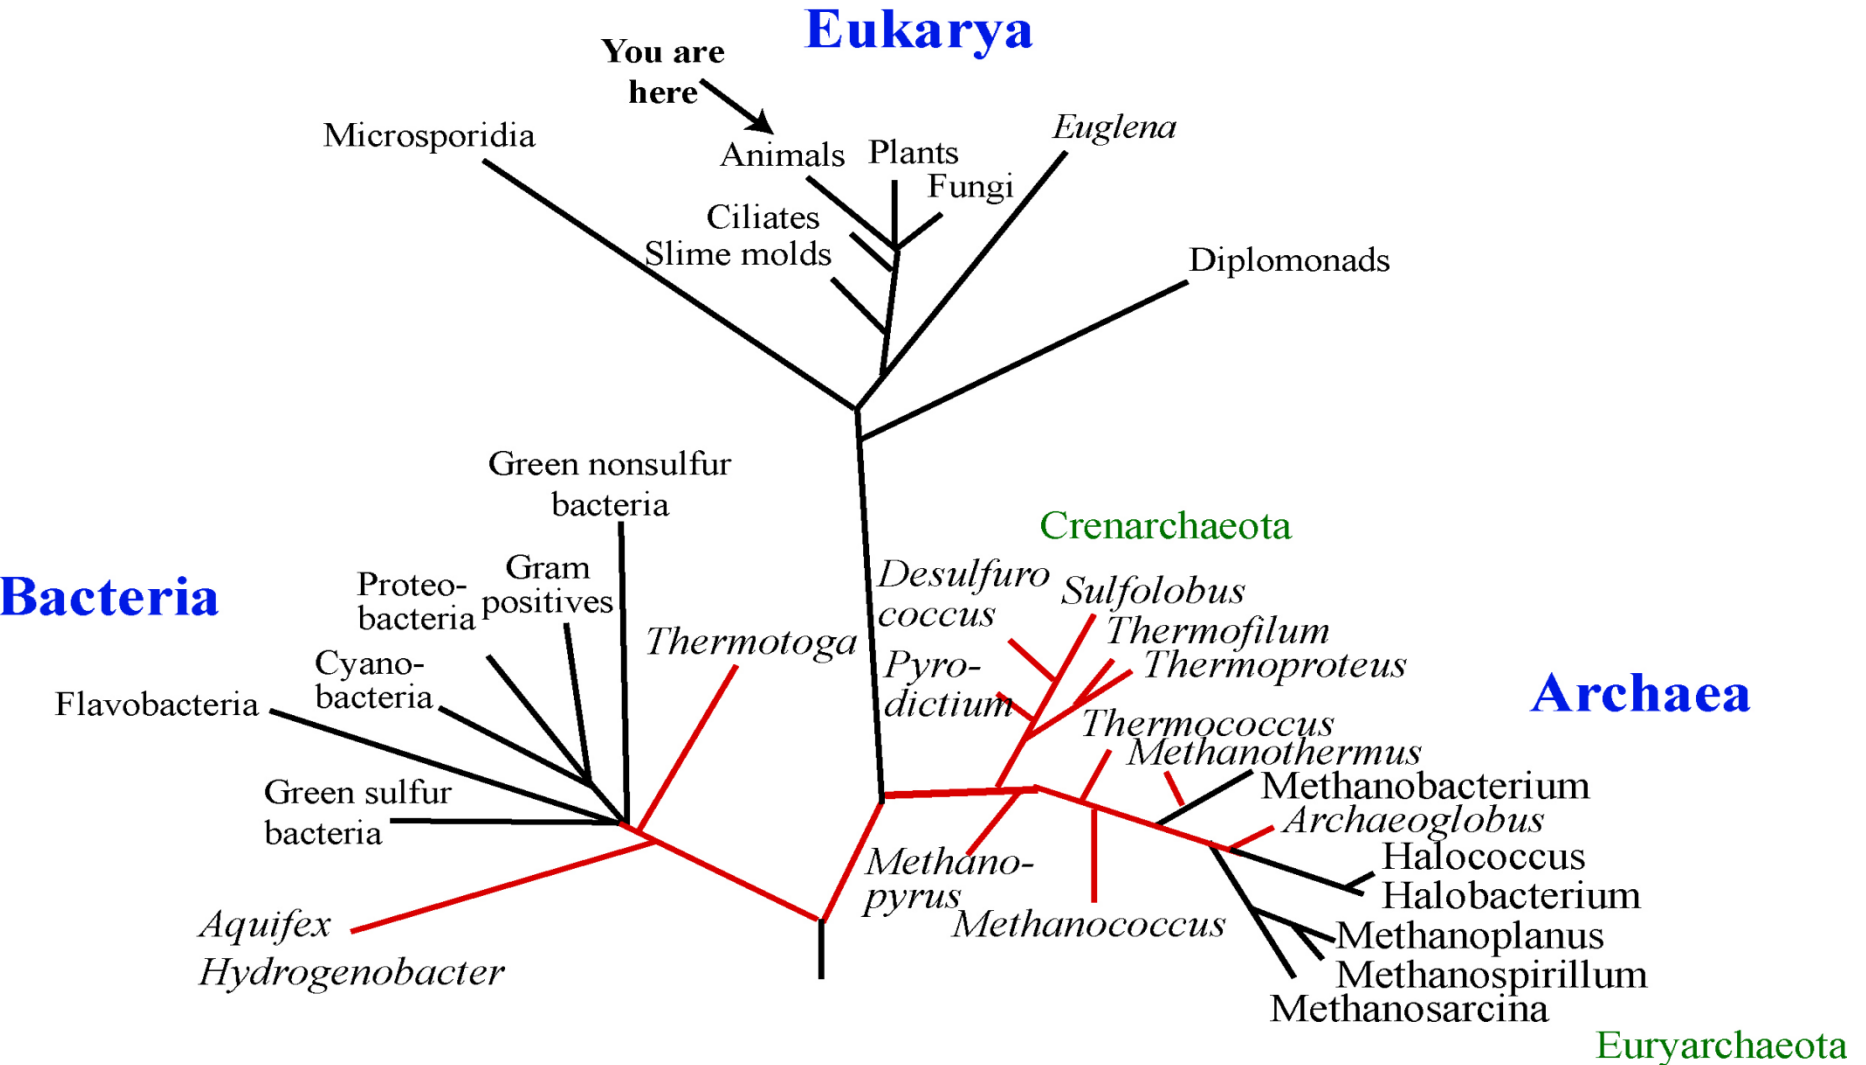 Eukarya
You are
here
Microsporidia
Animals
Plants
Fungi
Euglena
Ciliates
Slime molds
Diplomonads
Bacteria
Green nonsulfur
bacteria
Gram
positives
Proteo-
bacteria
Cyano-
bacteria
Flavobacteria
Green sulfur
bacteria
Thermotoga
Aquifex
Hydrogenobacter
Archaea
Crenarchaeota
Desulfuro
coccus
Sulfolobus
Thermofilum
Thermoproteus
Pyro-
dictium
Thermococcus
Methanothermus
Methanobacterium
Archaeoglobus
Halococcus
Halobacterium
Methano-
pyrus
Methanococcus
Methanoplanus
Methanospirillum
Methanosarcina
Euryarchaeota